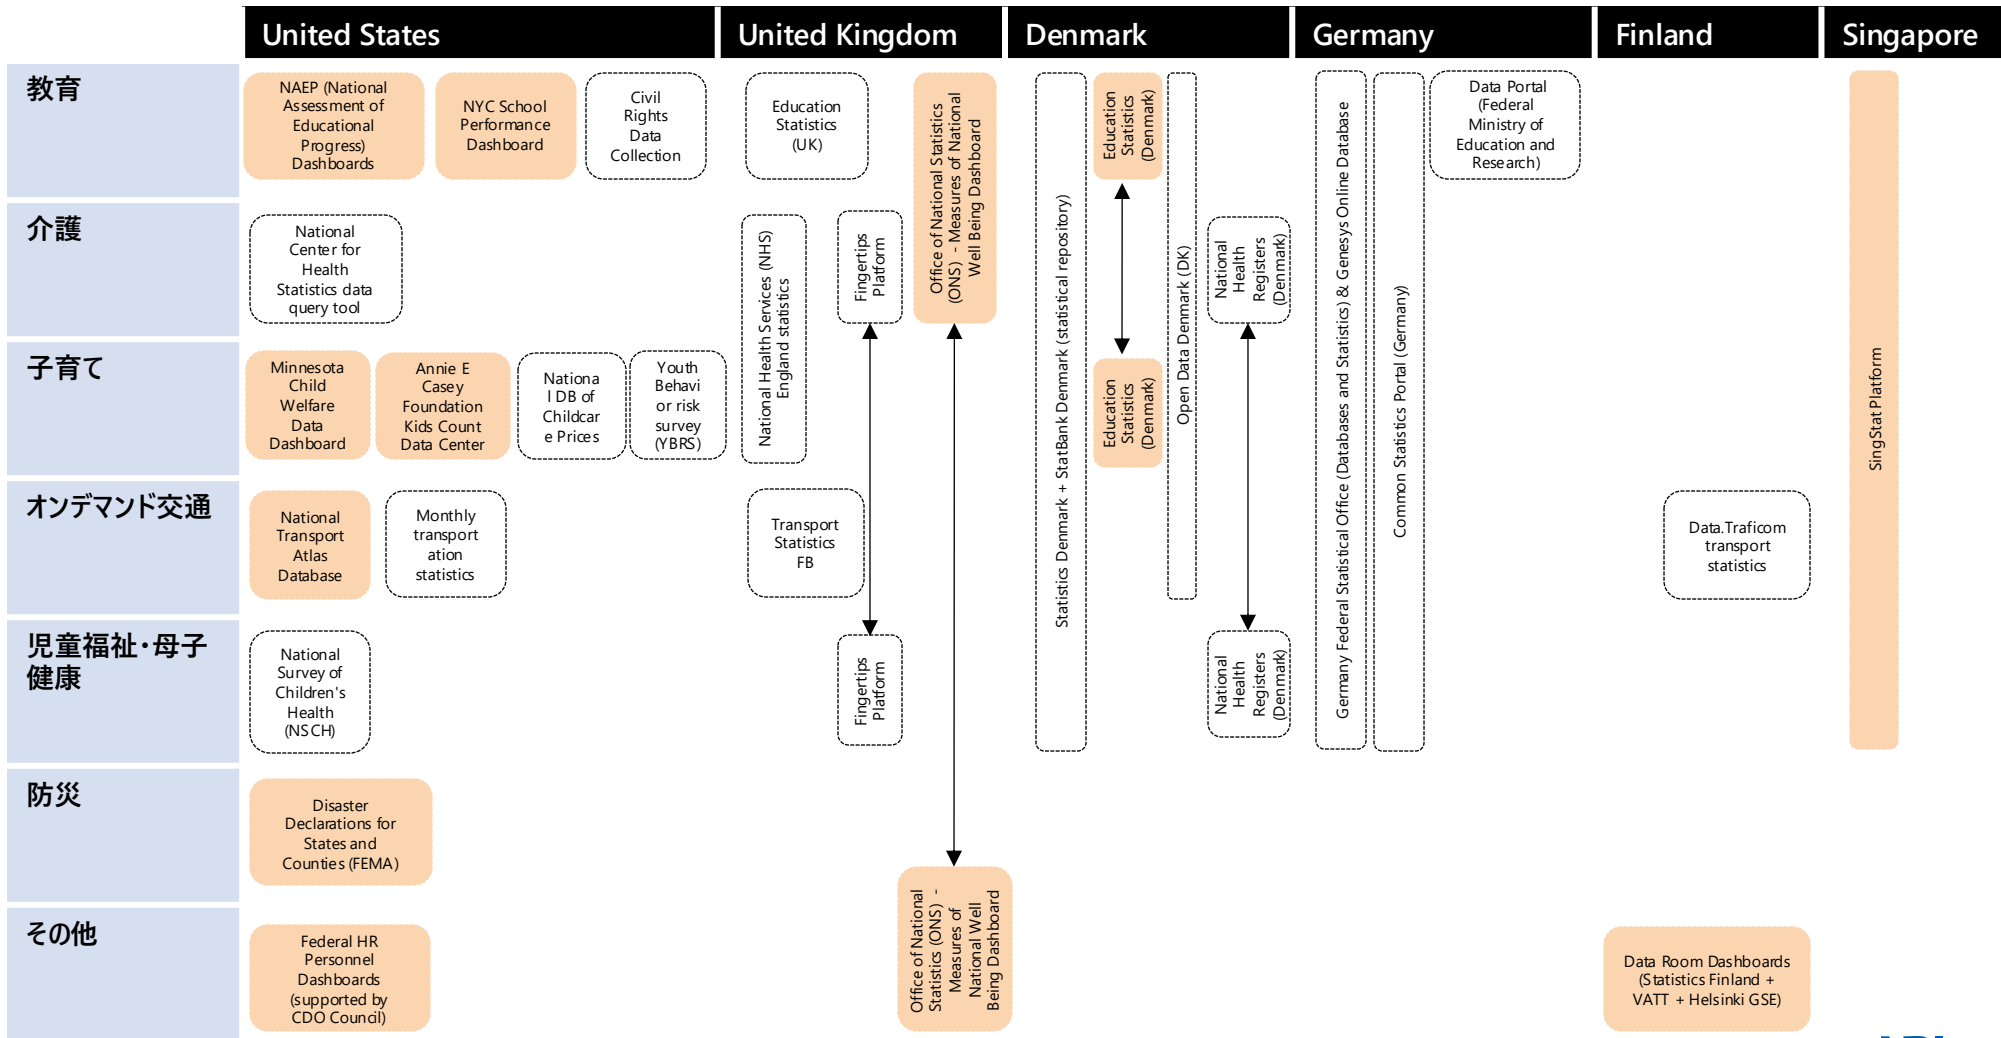 United States
United Kingdom
Denmark
Germany
Finland
Singapore
教育
NAEP (National
Assessment of
Educational
Progress)
Dashboards
NYC School
Performance
Dashboard
Civil
Rights
Data
Collection
Education
Statistics
(UK)
Office of National Statistics
(ONS) - Measures of National
Well Being Dashboard
Statistics Denmark + StatBank Denmark (statistical repository)
Education
Statistics
(Denmark)
Open Data Denmark (DK)
Germany Federal Statistical Office (Databases and Statistics) & Genesys Online Database
Common Statistics Portal (Germany)
Data Portal
(Federal
Ministry of
Education and
Research)
SingStat Platform
介護
National
Center for
Health
Statistics data
query tool
National Health Services (NHS)
England statistics
Fingertips
Platform
National
Health
Registers
(Denmark)
子育て
Minnesota
Child
Welfare
Data
Dashboard
Annie E
Casey
Foundation
Kids Count
Data Center
Nationa
l DB of
Childcar
e Prices
Youth
Behavi
or risk
survey
(YBRS)
Education
Statistics
(Denmark)
オンデマンド交通
National
Transport
Atlas
Database
Monthly
transport
ation
statistics
Transport
Statistics
FB
Data.Traficom
transport
statistics
児童福祉・母子
健康
National
Survey of
Children's
Health
(NSCH)
Fingertips
Platform
National
Health
Registers
(Denmark)
防災
Disaster
Declarations for
States and
Counties (FEMA)
その他
Federal HR
Personnel
Dashboards
(supported by
CDO Council)
Office of National
Statistics (ONS) -
Measures of
National Well
Being Dashboard
Data Room Dashboards
(Statistics Finland +
VATT + Helsinki GSE)